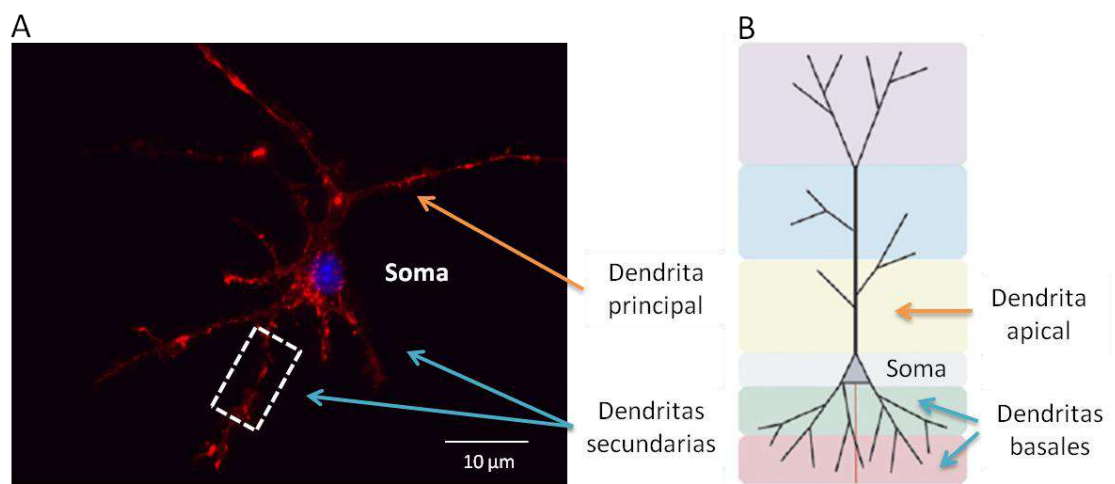 A
B
Soma
Dendrita
principal
Dendrita
apical
Soma
Dendritas
secundarias
Dendritas
basales
10 µm